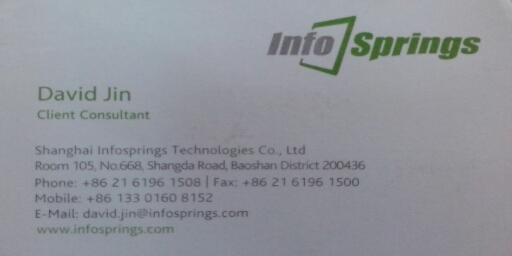 Info Springs
David Jin
Client Consultant
Shanghai Infosprings Technologies Co., Ltd
Room 105, No.668, Shangda Road, Baoshan District 200436
Phone: +86 21 6196 1508 | Fax: +86 21 6196 1500
Mobile: +86 133 0160 8152
E-Mail: david.jin@infosprings.com
www.infosprings.com